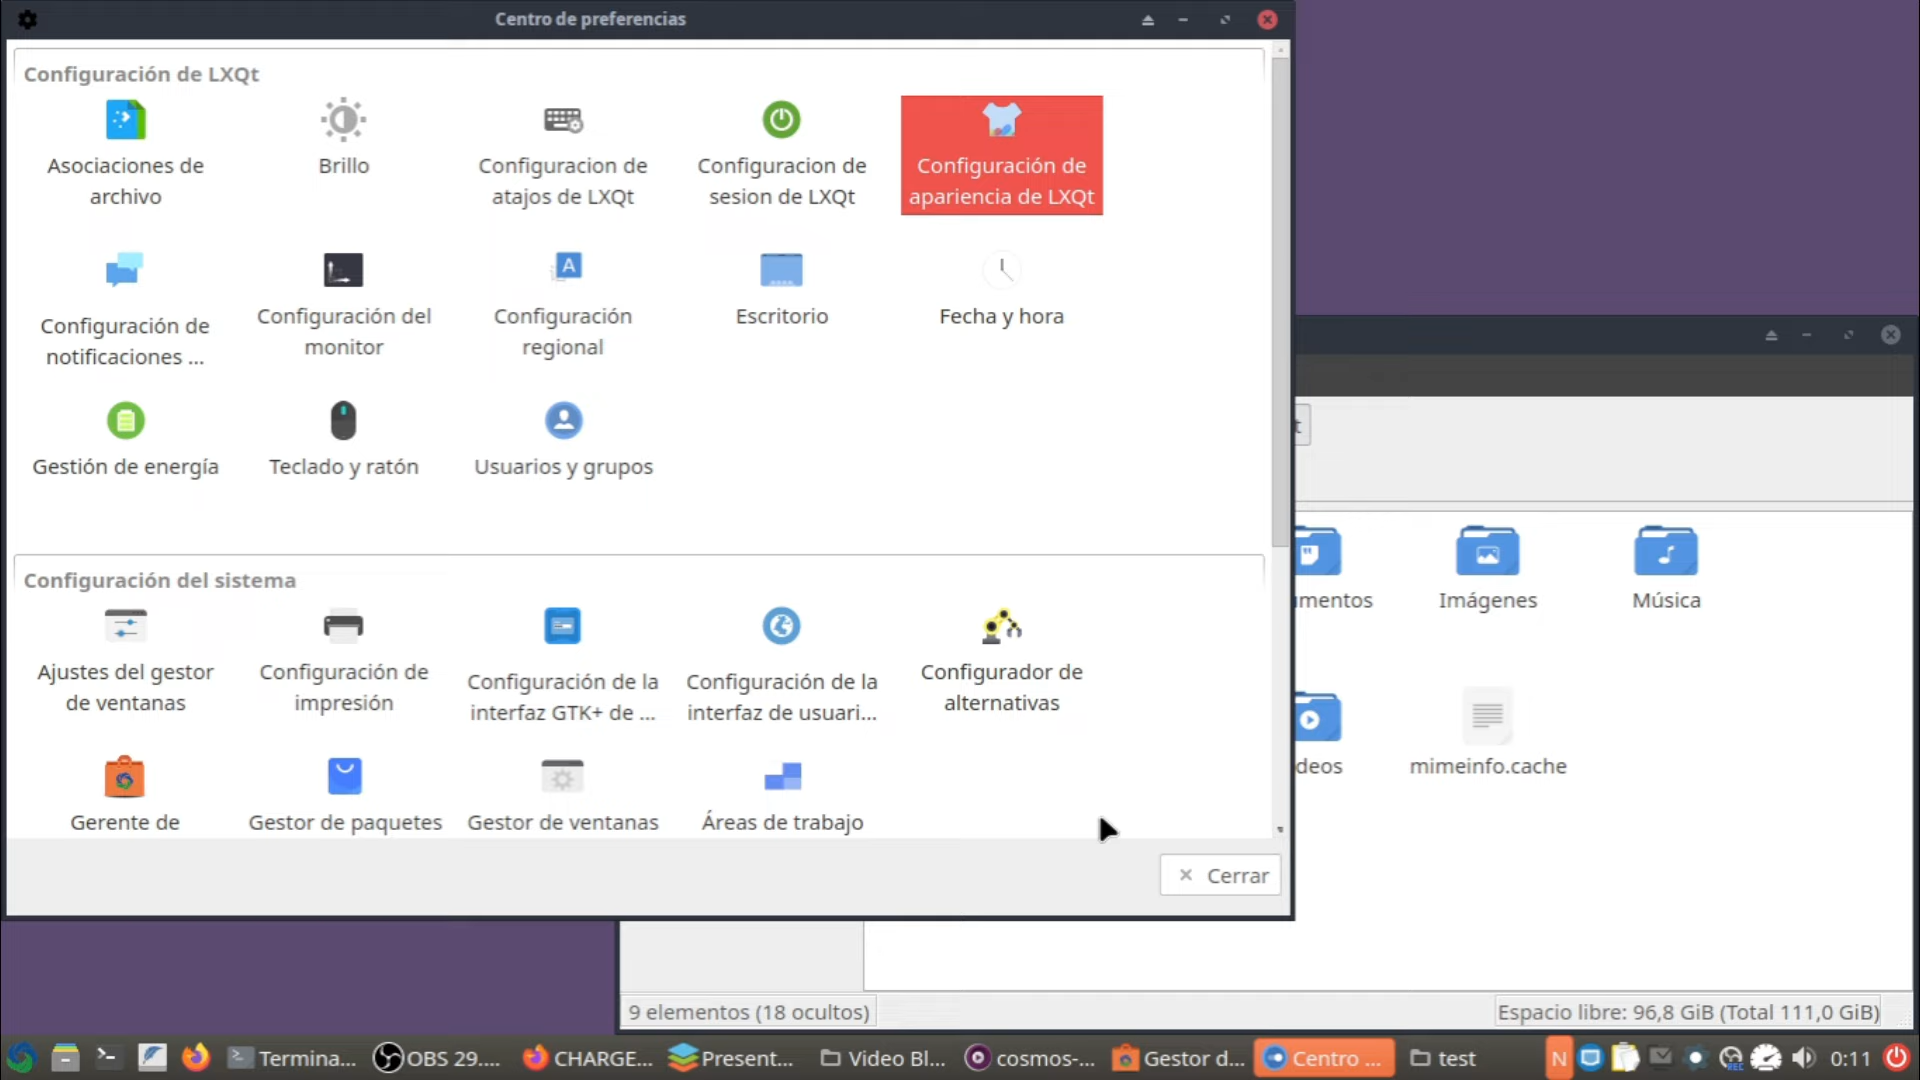 Centro de preferencias
Configuración de LXQt
Asociaciones de
archivo
Brillo
Configuracion de
atajos de LXQt
Configuracion de
sesion de LXQt
Configuración de
apariencia de LXQt
Configuración de
notificaciones ...
Configuración del
monitor
Configuración
regional
Escritorio
Fecha y hora
Gestión de energía
Teclado y ratón
Usuarios y grupos
Configuración del sistema
Ajustes del gestor
de ventanas
Configuración de
impresión
Configuración de la
interfaz GTK+ de ...
Configuración de la
interfaz de usuari...
Configurador de
alternativas
Gerente de
Gestor de paquetes
Gestor de ventanas
Áreas de trabajo
Cerrar
t
umentos
Imágenes
Música
deos
mimeinfo.cache
9 elementos (18 ocultos)
Espacio libre: 96,8 GiB (Total 111,0 GiB)
Termina...
OBS 29....
CHARGE...
Present...
Video Bl...
cosmos-...
Gestor d...
Centro ...
test
N
REC
0:11